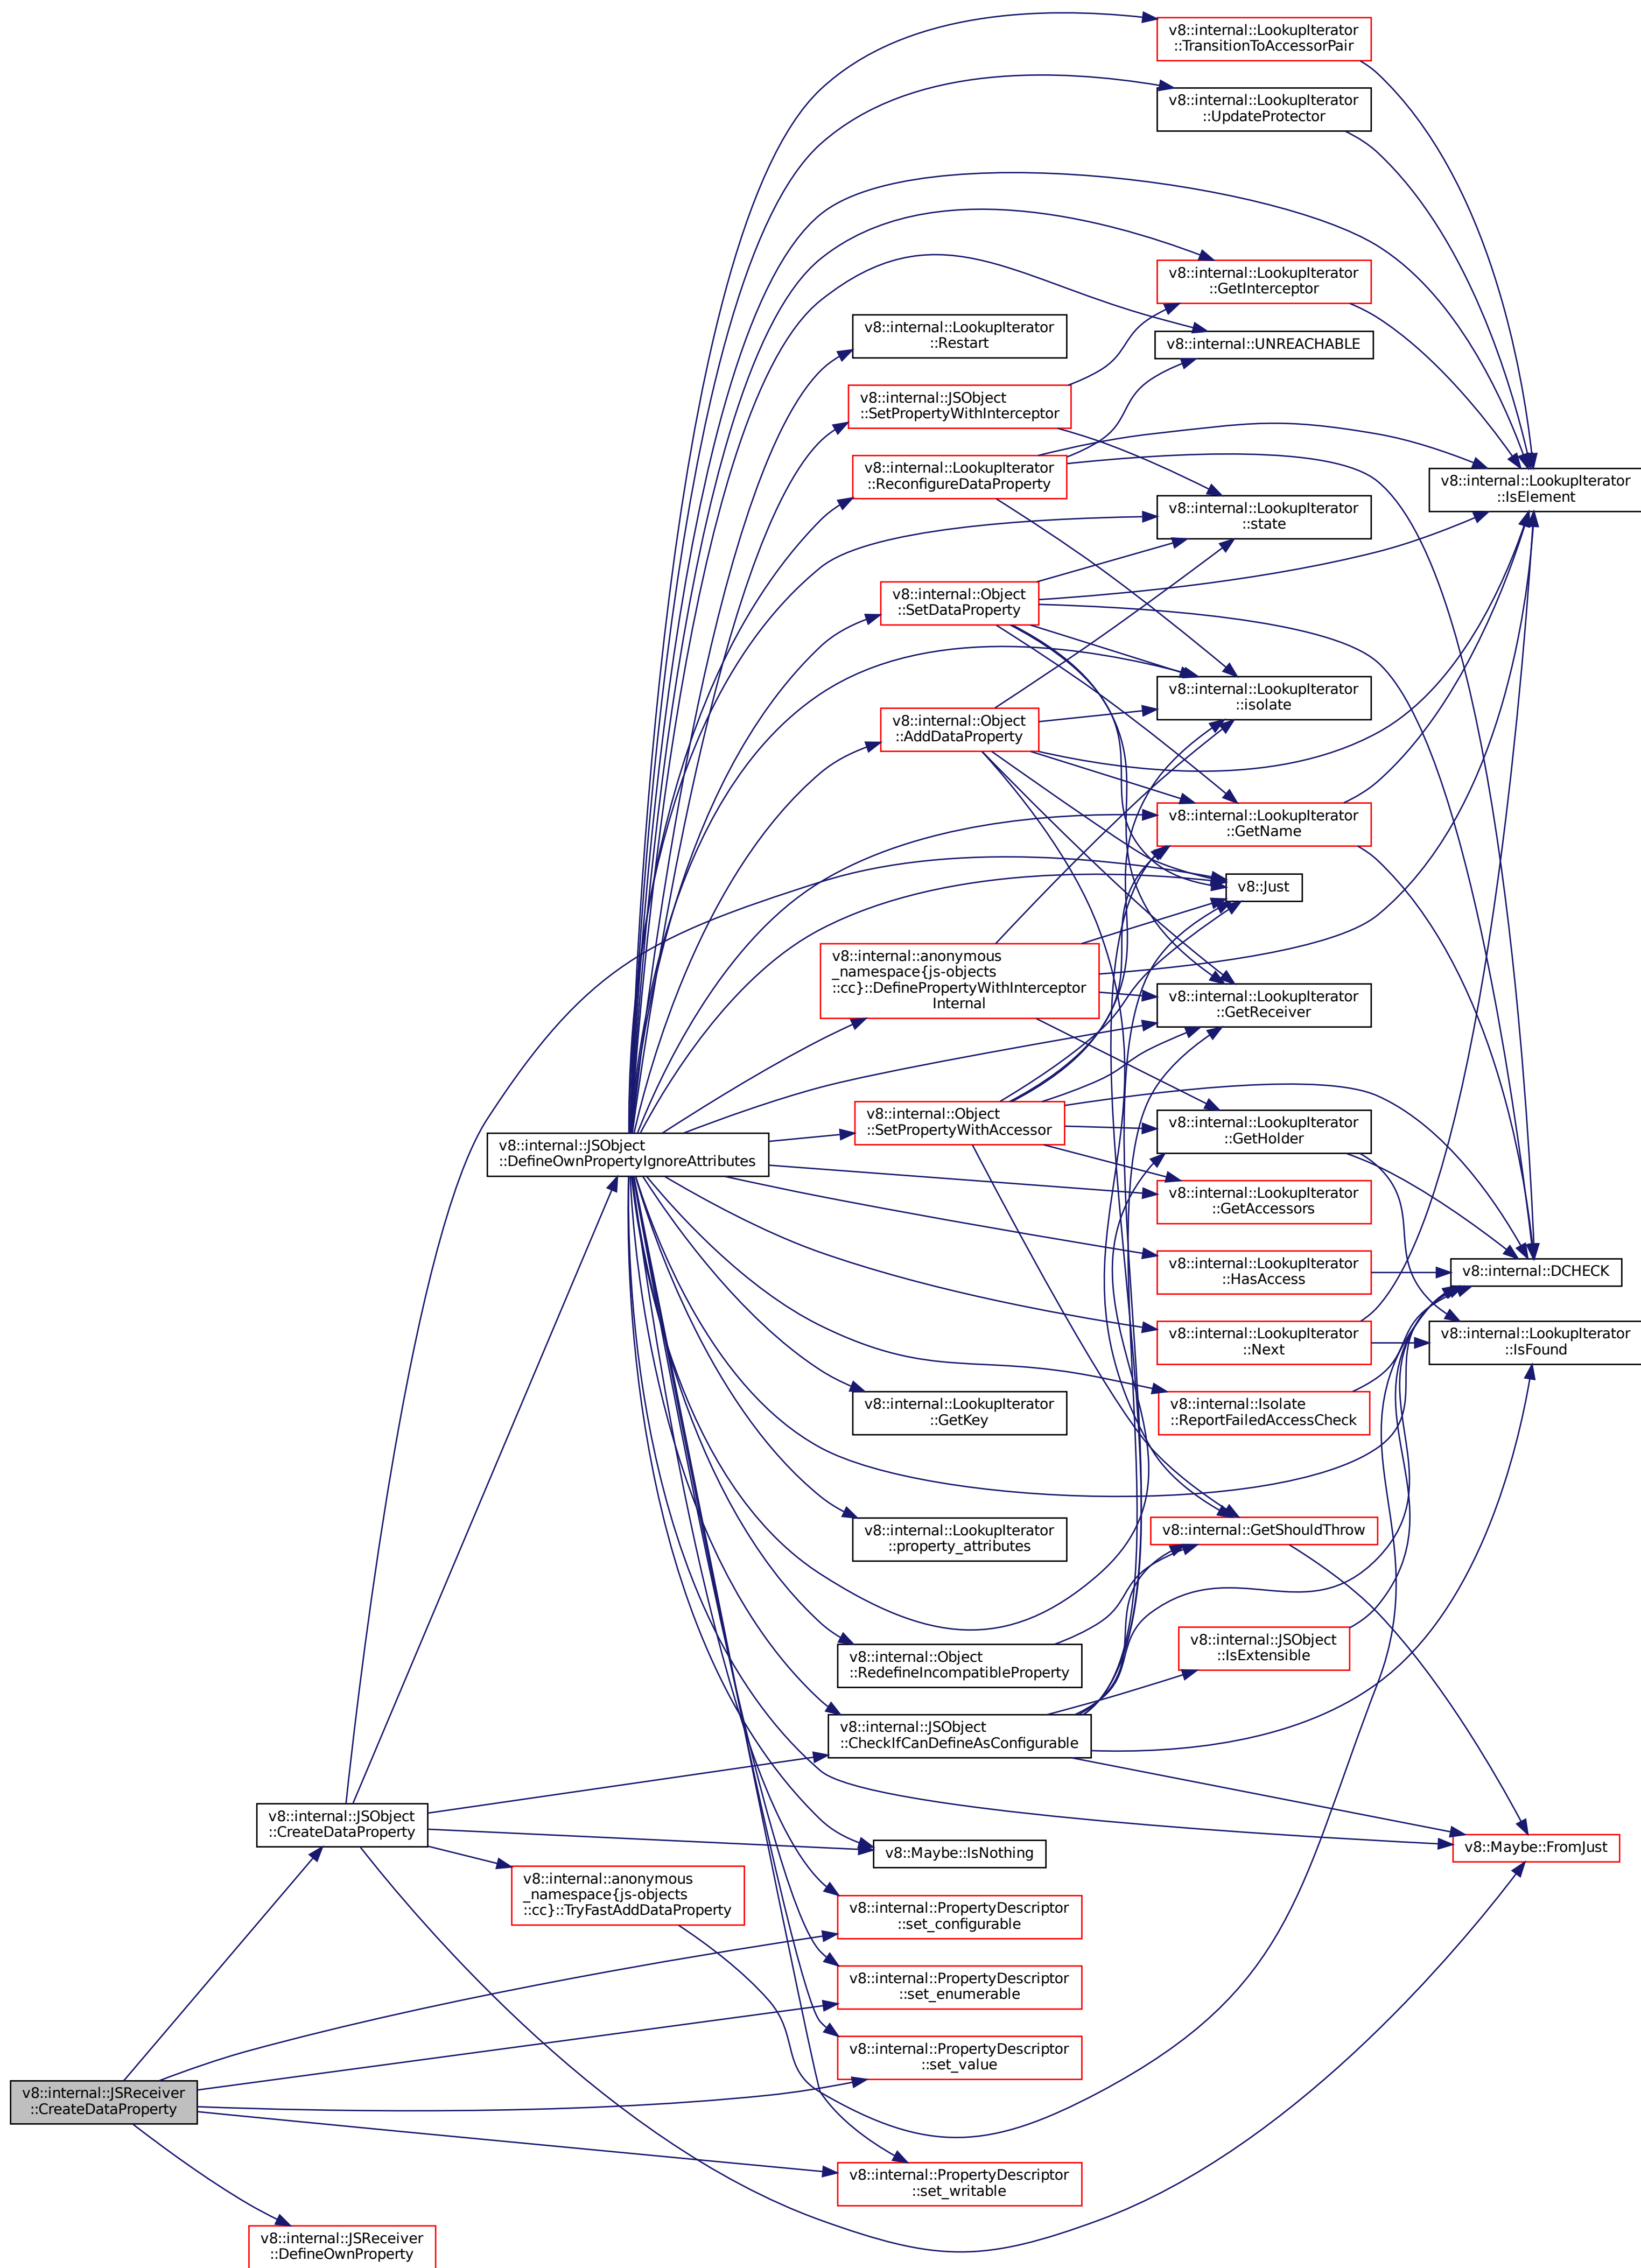 v8::internal::LookupIterator
::TransitionToAccessorPair
v8::internal::LookupIterator
::UpdateProtector
v8::internal::LookupIterator
::GetInterceptor
v8::internal::LookupIterator
::Restart
v8::internal::UNREACHABLE
v8::internal::JSObject
::SetPropertyWithInterceptor
v8::internal::LookupIterator
::ReconfigureDataProperty
v8::internal::LookupIterator
::IsElement
v8::internal::LookupIterator
::state
v8::internal::Object
::SetDataProperty
v8::internal::LookupIterator
::isolate
v8::internal::Object
::AddDataProperty
v8::internal::LookupIterator
::GetName
v8::Just
v8::internal::anonymous
_namespace{js-objects
::cc}::DefinePropertyWithInterceptor
Internal
v8::internal::LookupIterator
::GetReceiver
v8::internal::Object
::SetPropertyWithAccessor
v8::internal::LookupIterator
::GetHolder
v8::internal::JSObject
::DefineOwnPropertyIgnoreAttributes
v8::internal::LookupIterator
::GetAccessors
v8::internal::LookupIterator
::HasAccess
v8::internal::DCHECK
v8::internal::LookupIterator
::Next
v8::internal::LookupIterator
::IsFound
v8::internal::LookupIterator
::GetKey
v8::internal::Isolate
::ReportFailedAccessCheck
v8::internal::LookupIterator
::property_attributes
v8::internal::GetShouldThrow
v8::internal::Object
::RedefineIncompatibleProperty
v8::internal::JSObject
::IsExtensible
v8::internal::JSObject
::CheckIfCanDefineAsConfigurable
v8::internal::JSObject
::CreateDataProperty
v8::Maybe::IsNothing
v8::Maybe::FromJust
v8::internal::anonymous
_namespace{js-objects
::cc}::TryFastAddDataProperty
v8::internal::PropertyDescriptor
::set_configurable
v8::internal::PropertyDescriptor
::set_enumerable
v8::internal::PropertyDescriptor
::set_value
v8::internal::JSReceiver
::CreateDataProperty
v8::internal::PropertyDescriptor
::set_writable
v8::internal::JSReceiver
::DefineOwnProperty